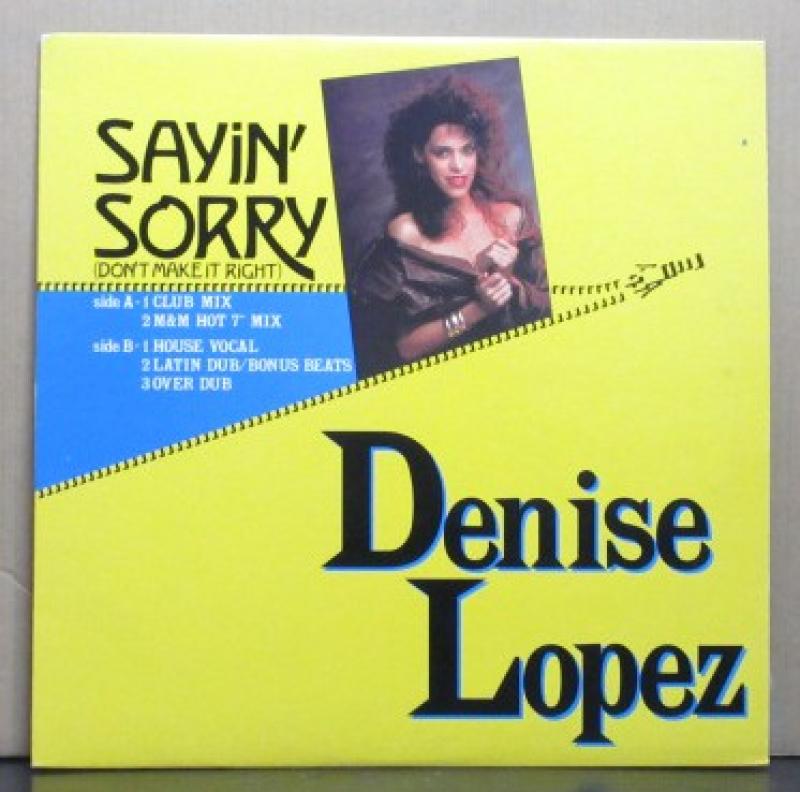 SAYiN'
SORRY
(DON'T MAKE IT RIGHT)
side A - 1 CLUB MIX
2 M&M HOT 7" MIX
side B - 1 HOUSE VOCAL
2 LATIN DUB/BONUS BEATS
3 OVER DUB
Denise
Lopez